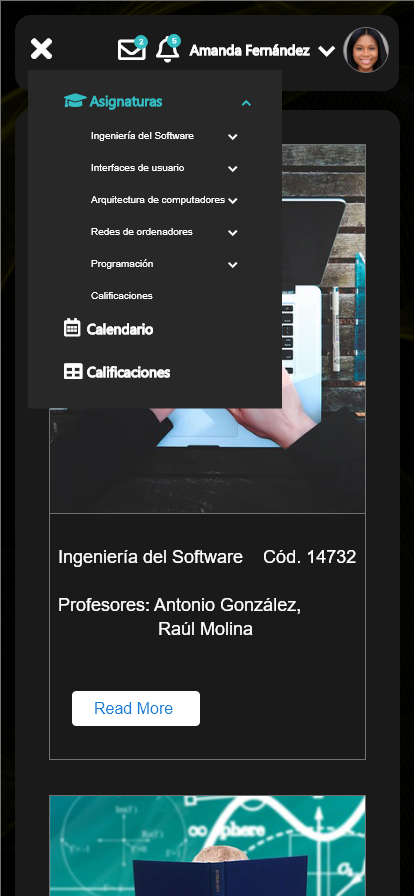 2
5
Amanda Fernández
Asignaturas
Ingeniería del Software
Interfaces de usuario
Arquitectura de computadores
Redes de ordenadores
Programación
Calificaciones
Calendario
Calificaciones
Ingeniería del Software Cód. 14732
Profesores: Antonio González,
Raúl Molina
Read More
∞ sphere